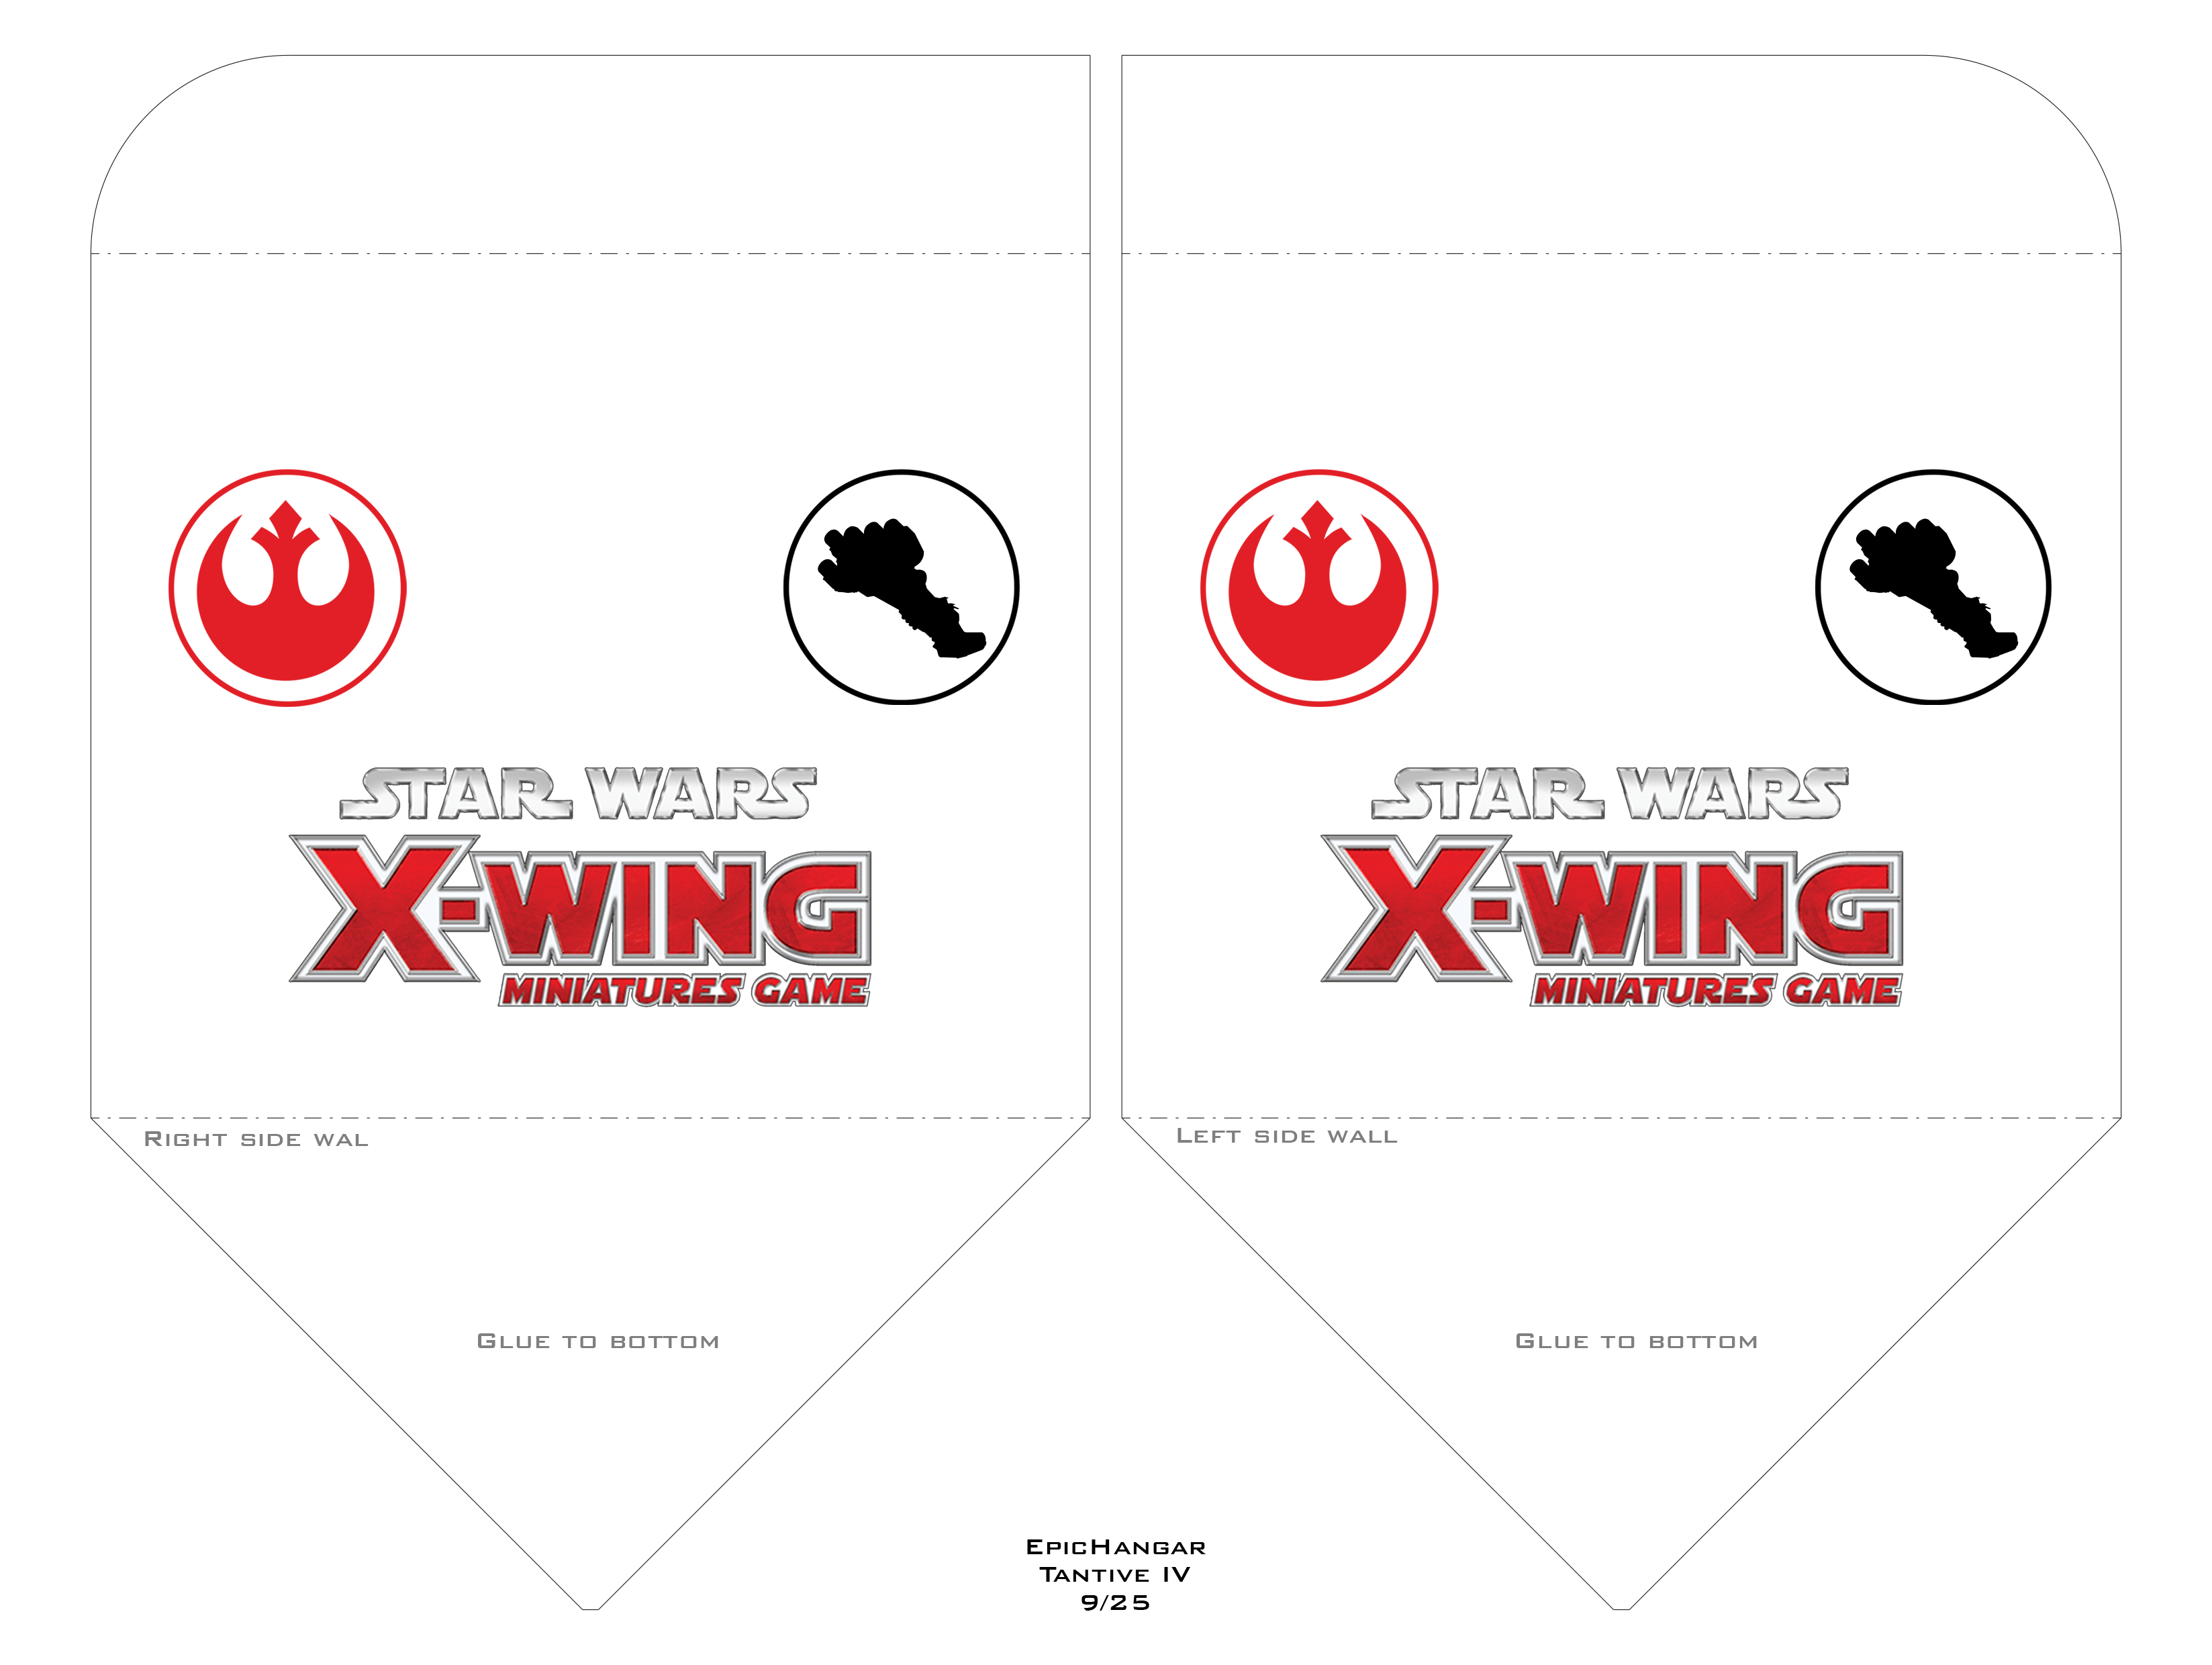 STAR WARS
X-WING
MINIATURES GAME
Right side wal
Glue to bottom
STAR WARS
X-WING
MINIATURES GAME
Left side wall
Glue to bottom
EpicHangar
Tantive IV
9/25